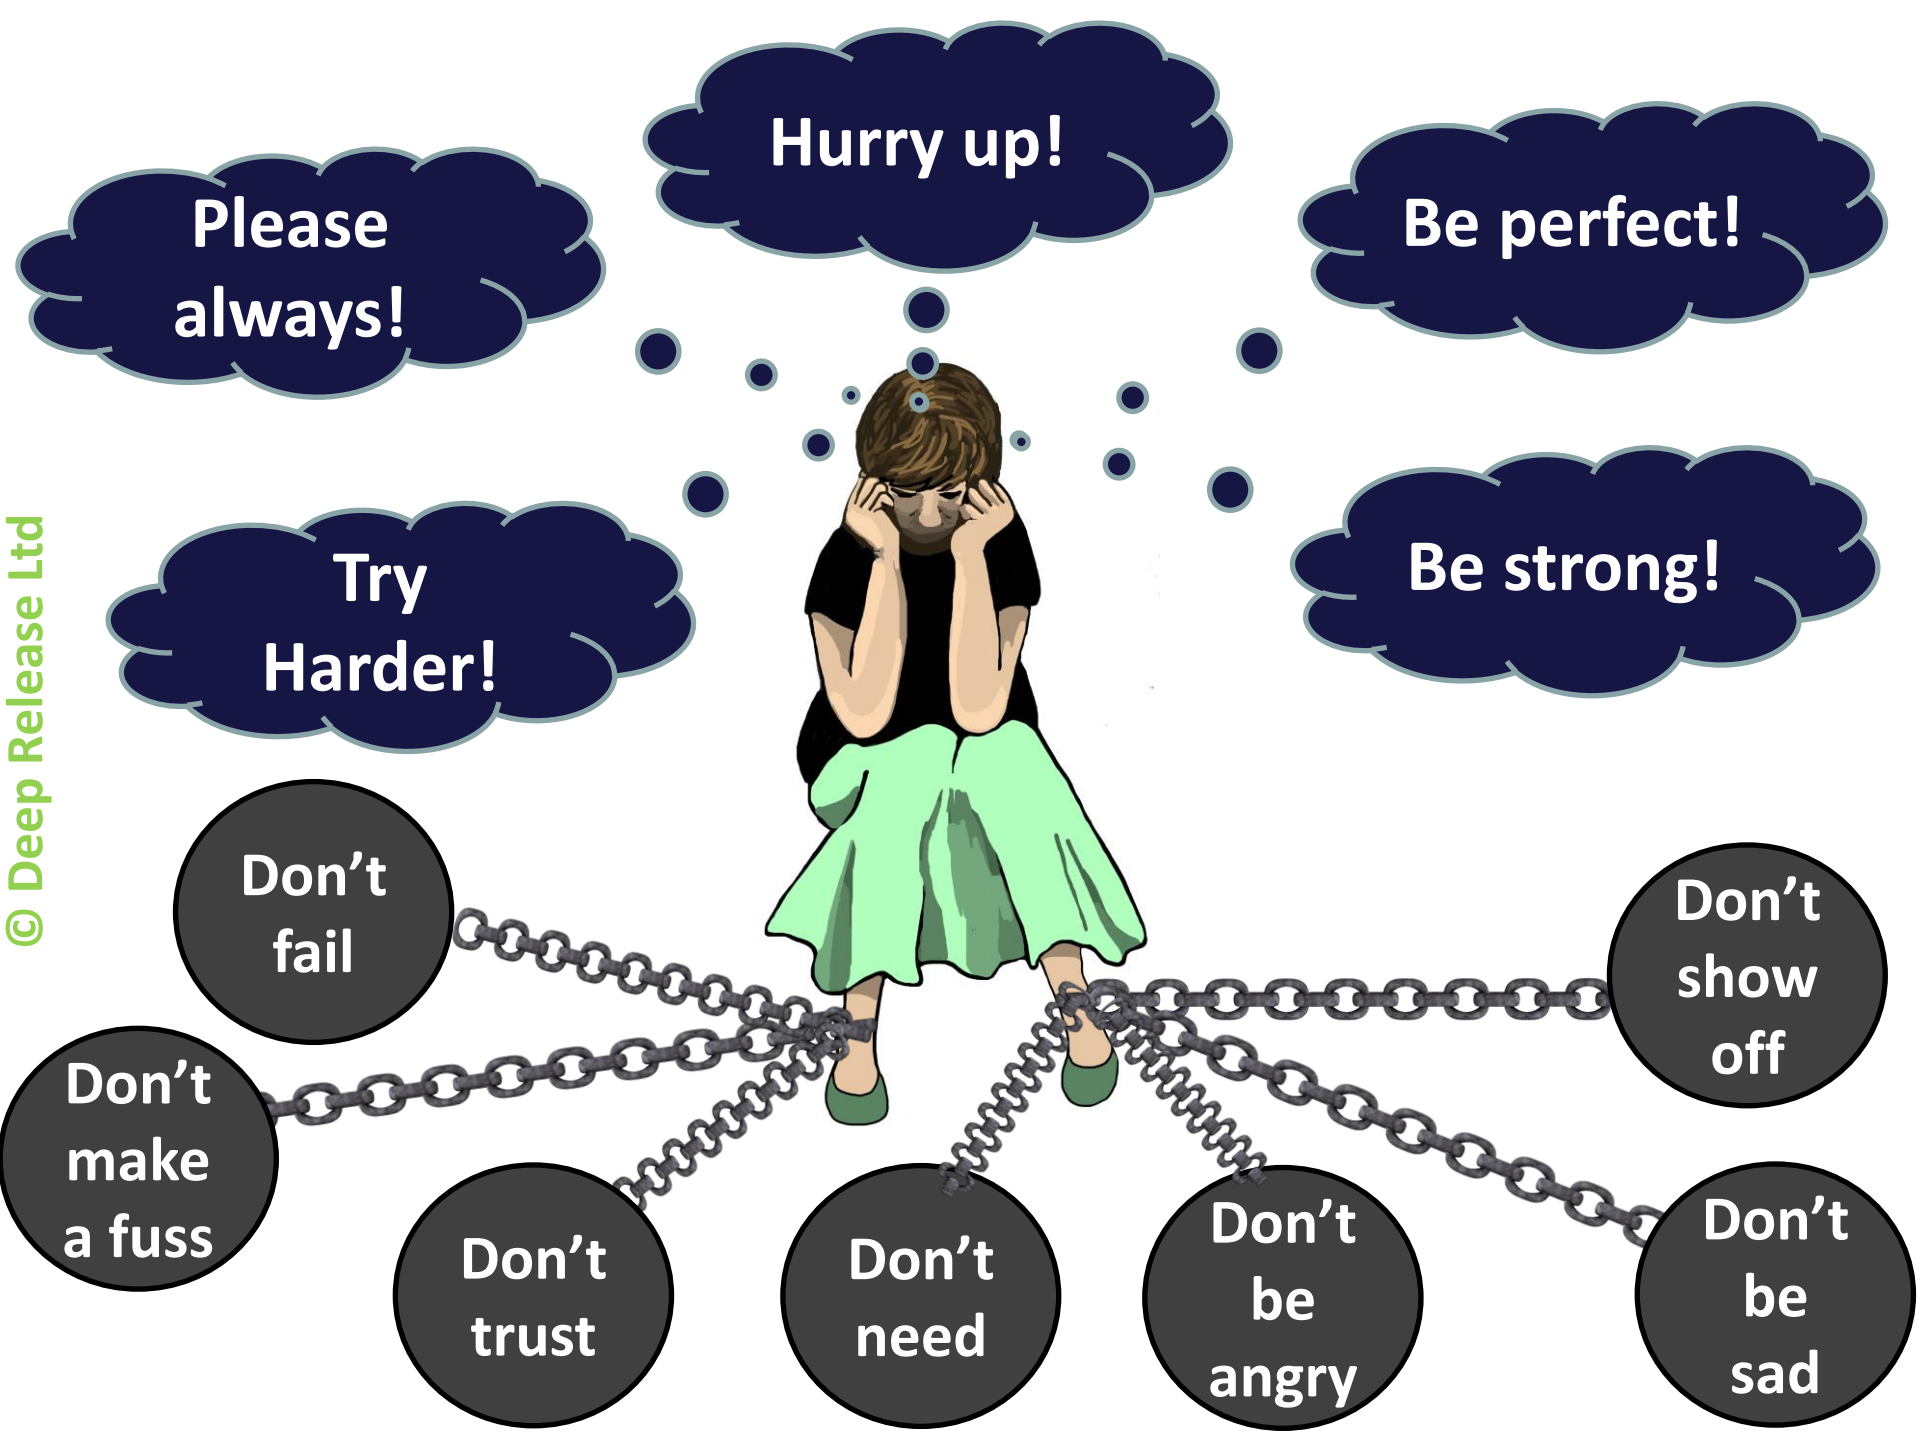 Hurry up!
Please
always!
Be perfect!
Try
Harder!
Be strong!
© Deep Release Ltd
Don’t
fail
Don’t
show
off
Don’t
make
a fuss
Don’t
trust
Don’t
need
Don’t
be
angry
Don’t
be
sad